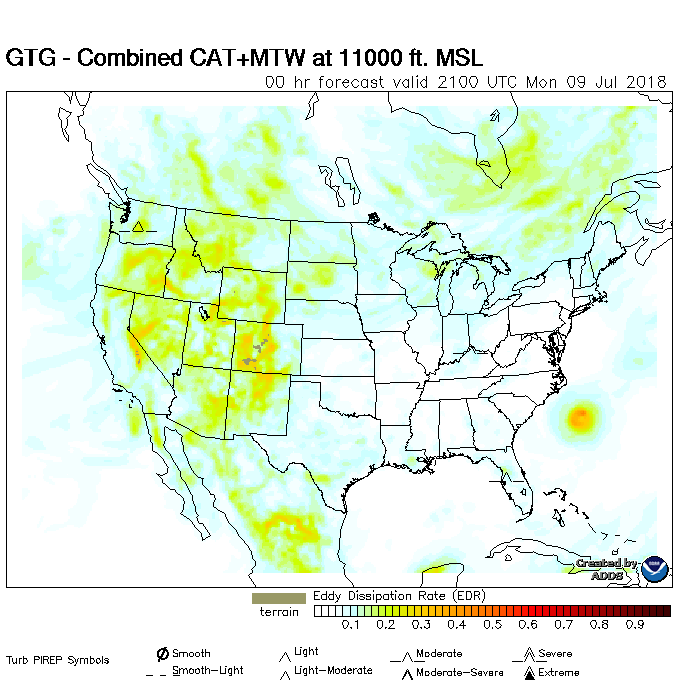 GTG - Combined CAT+MTW at 11000 ft. MSL
00 hr forecast valid 2100 UTC Mon 09 Jul 2018
Created by
ADDS
Eddy Dissipation Rate (EDR)
terrain
0.1 0.2 0.3 0.4 0.5 0.6 0.7 0.8 0.9
Turb PIREP Symbols
Smooth
Light
Moderate
Severe
Smooth-Light
Light-Moderate
Moderate-Severe
Extreme